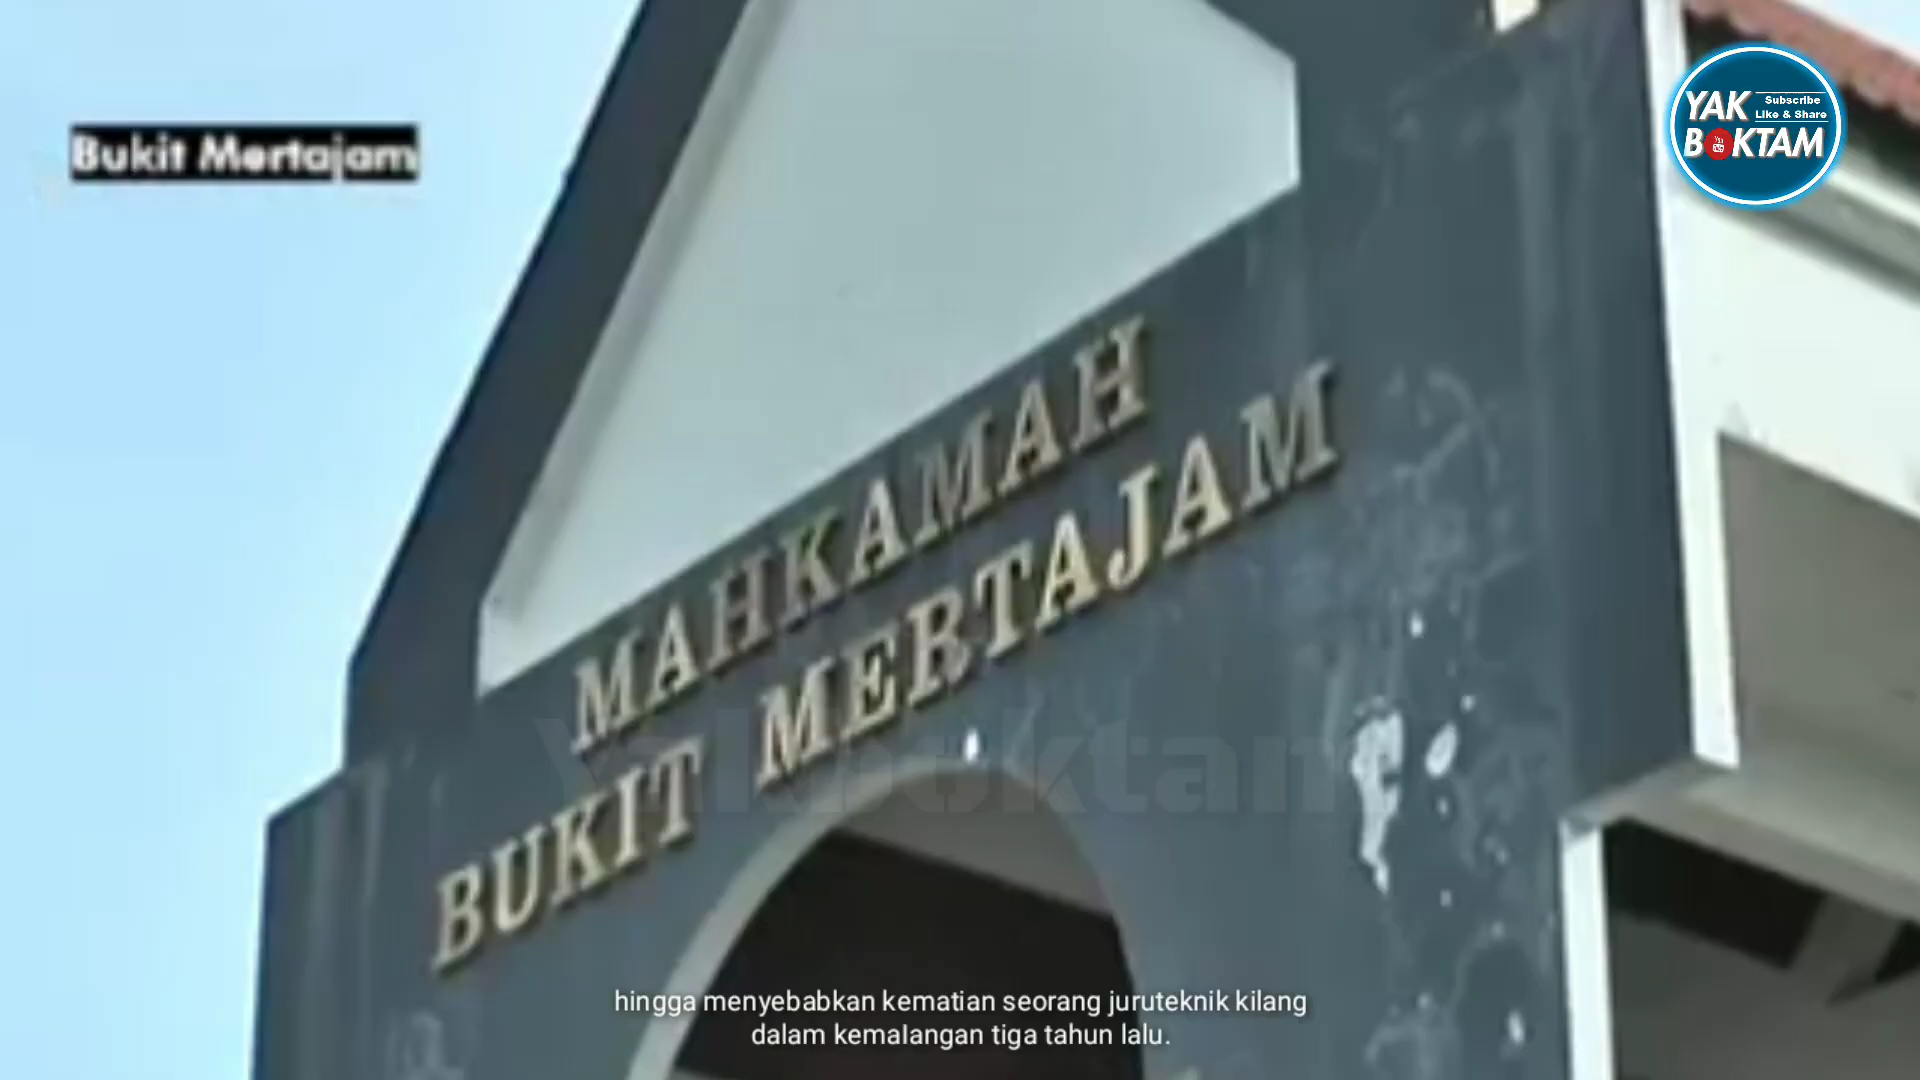 Bukit Mertajam
YAK
Subscribe
Like & Share
BOKTAM
MAHKAMAH
BUKIT MERTAJAM
Yakboktam
hingga menyebabkan kematian seorang juruteknik kilang
dalam kemalangan tiga tahun lalu.